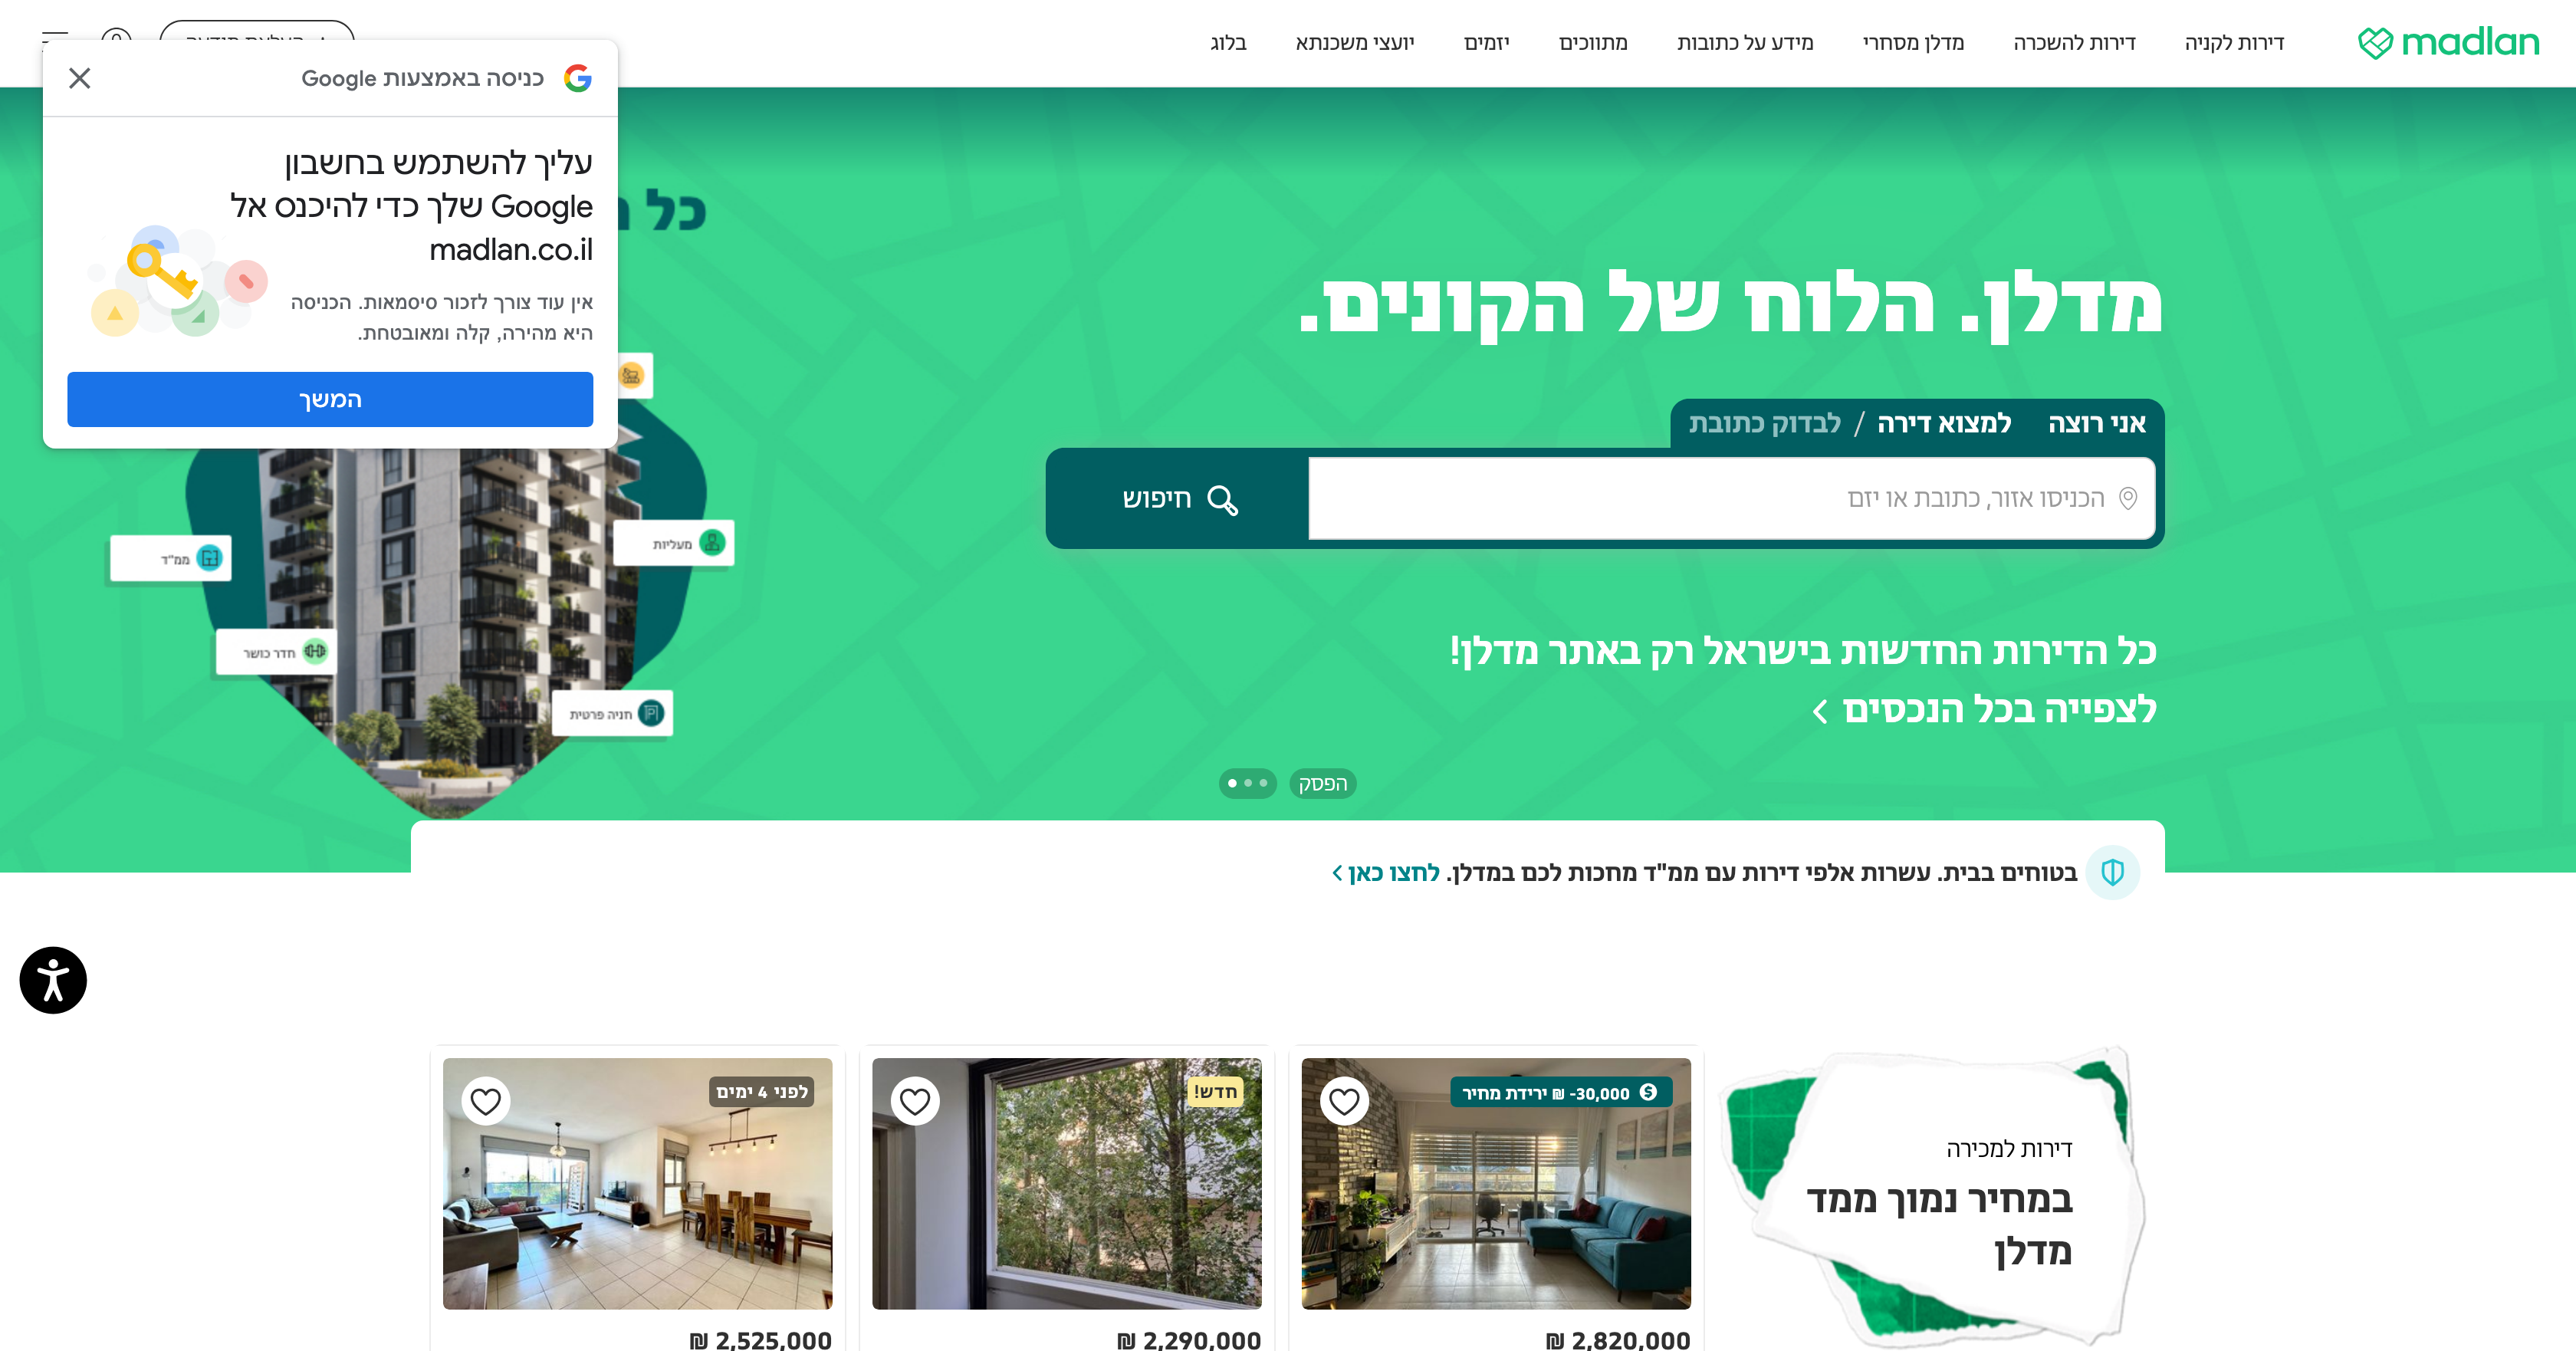 madlan
דירות לקניה
דירות להשכרה
מדלן מסחרי
מידע על כתובות
מתווכים
יזמים
יועצי משכנתא
בלוג
כניסה באמצעות Google
עליך להשתמש בחשבון
Google שלך כדי להיכנס אל
madlan.co.il
אין עוד צורך לזכור סיסמאות. הכניסה
היא מהירה, קלה ומאובטחת.
המשך
כל
מדלן. הלוח של הקונים.
אני רוצה למצוא דירה / לבדוק כתובת
הכניסו אזור, כתובת או יזם
חיפוש
כל הדירות החדשות בישראל רק באתר מדלן!
לצפייה בכל הנכסים
מעליות
ממ"ד
חדר כושר
חניה פרטית
הפסק
בטוחים בבית. עשרות אלפי דירות עם ממ"ד מחכות לכם במדלן. לחצו כאן
דירות למכירה
במחיר נמוך ממד
מדלן
30,000- ₪ ירידת מחיר
2,820,000 ₪
חדש!
2,290,000 ₪
לפני 4 ימים
2,525,000 ₪